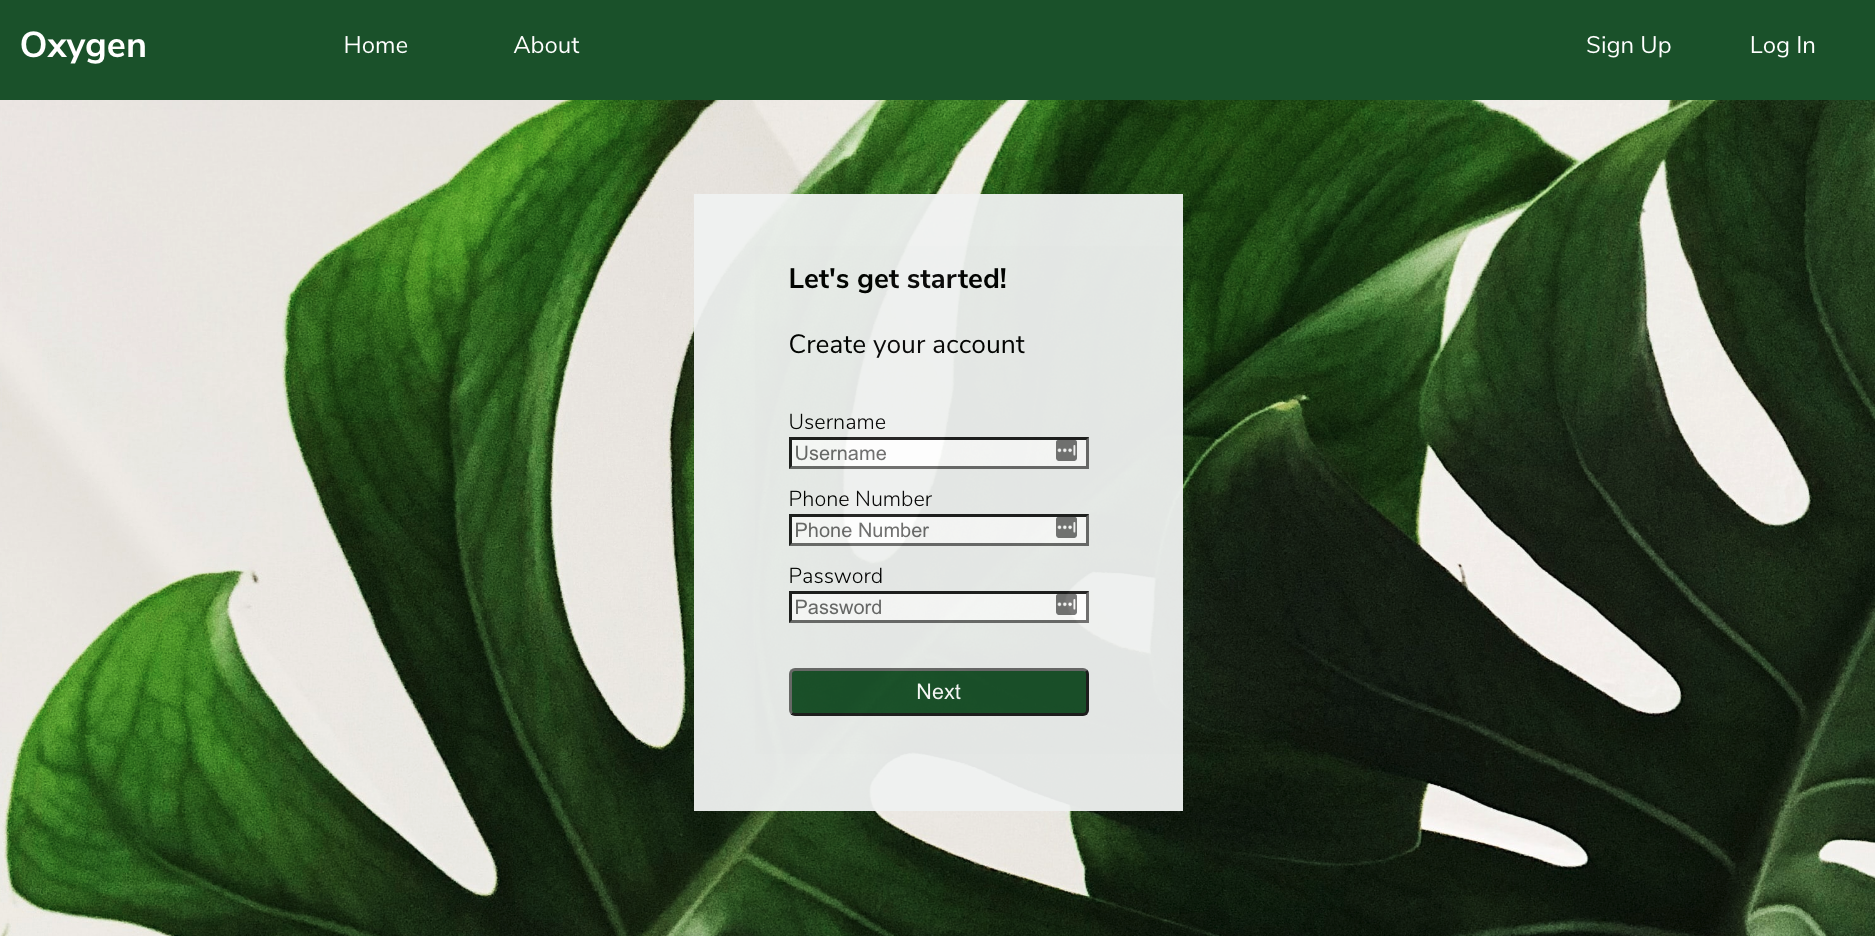 Oxygen Home About Sign Up Log In
Let's get started!
Create your account
Username
Username
Phone Number
Phone Number
Password
Password
Next